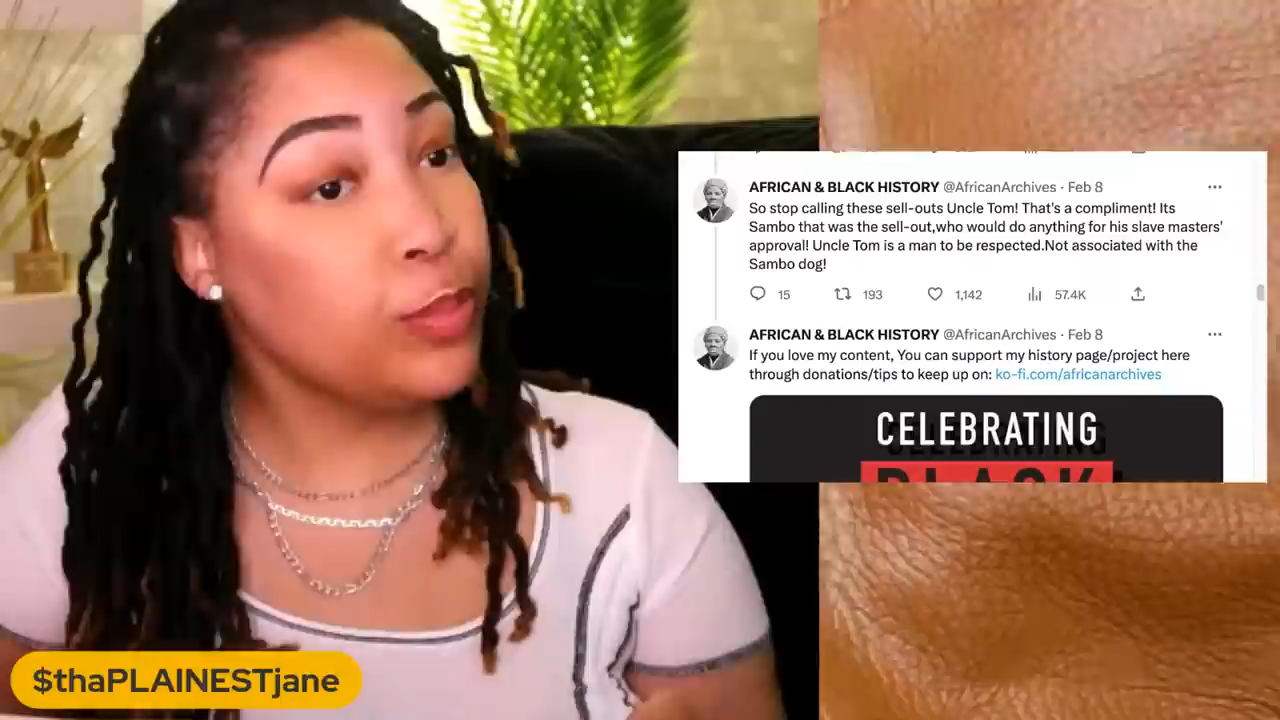 AFRICAN & BLACK HISTORY @AfricanArchives · Feb 8
So stop calling these sell-outs Uncle Tom! That's a compliment! Its
Sambo that was the sell-out,who would do anything for his slave masters'
approval! Uncle Tom is a man to be respected.Not associated with the
Sambo dog!
15 193 1,142 57.4K
AFRICAN & BLACK HISTORY @AfricanArchives · Feb 8
If you love my content, You can support my history page/project here
through donations/tips to keep up on: ko-fi.com/africanarchives
CELEBRATING
BLACK
$thaPLAINESTjane